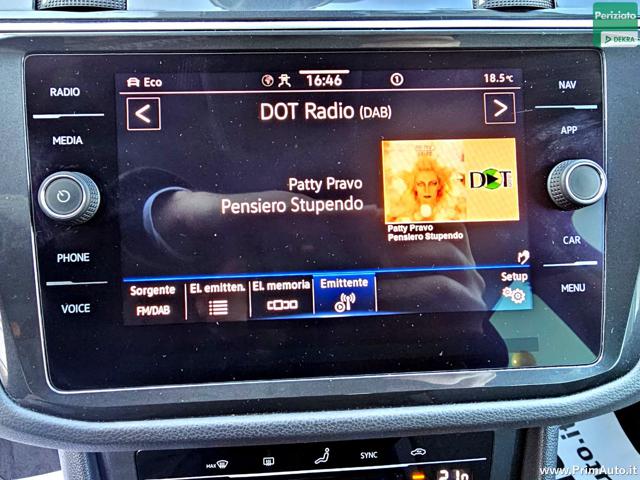 Periziato
DEKRA
RADIO
MEDIA
PHONE
VOICE
NAV
APP
CAR
MENU
Eco
16:46
1
18.5°C
< DOT Radio (DAB) >
Patty Pravo
Pensiero Stupendo
DOT
Patty Pravo
Pensiero Stupendo
Sorgente
FM/DAB
El. emitten.
El. memoria
Emittente
Setup
MAX
SYNC
www.PrimAuto.it